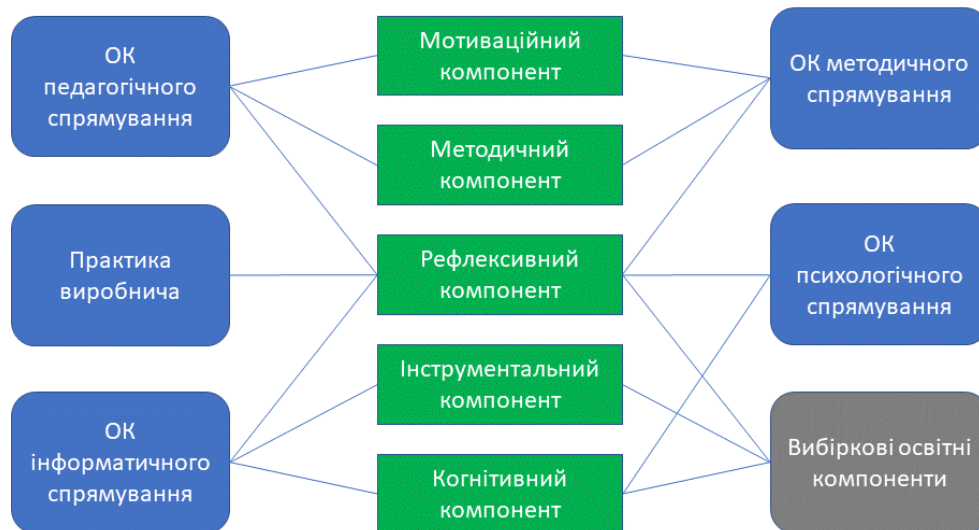 ОК
педагогічного
спрямування
Практика
виробнича
ОК
інформатичного
спрямування
Мотиваційний
компонент
Методичний
компонент
Рефлексивний
компонент
Інструментальний
компонент
Когнітивний
компонент
ОК методичного
спрямування
ОК
психологічного
спрямування
Вибіркові освітні
компоненти